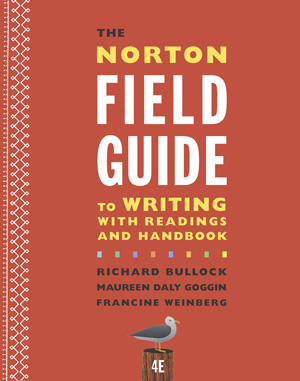 THE
NORTON
FIELD
GUIDE
TO WRITING
WITH READINGS
AND HANDBOOK
RICHARD BULLOCK
MAUREEN DALY GOGGIN
FRANCINE WEINBERG
4E